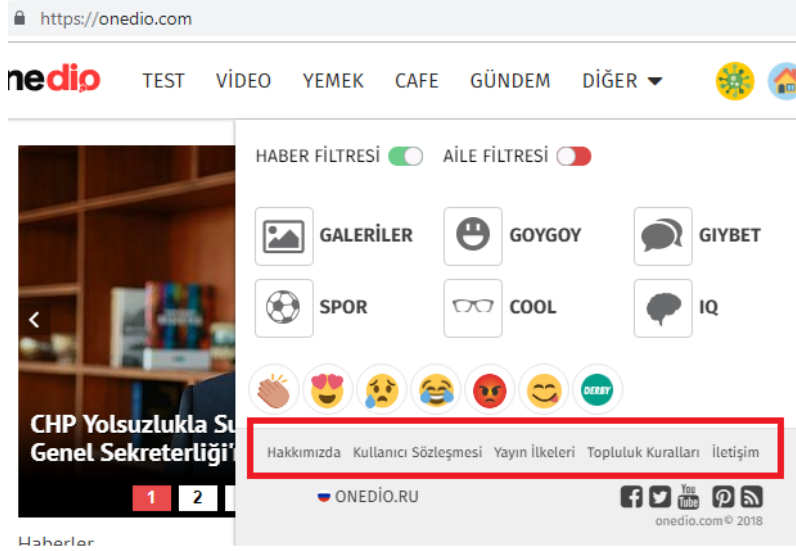 https://onedio.com
nedio TEST VİDEO YEMEK CAFE GÜNDEM DİĞER
HABER FİLTRESİ AİLE FİLTRESİ
GALERİLER GOYGOY GIYBET
SPOR COOL IQ
DERBY
CHP Yolsuzlukla Su
Genel Sekreterliği'
1 2
Hakkımızda Kullanıcı Sözleşmesi Yayın İlkeleri Topluluk Kuralları İletişim
ONEDİO.RU You Tube
onedio.com© 2018
Haberler